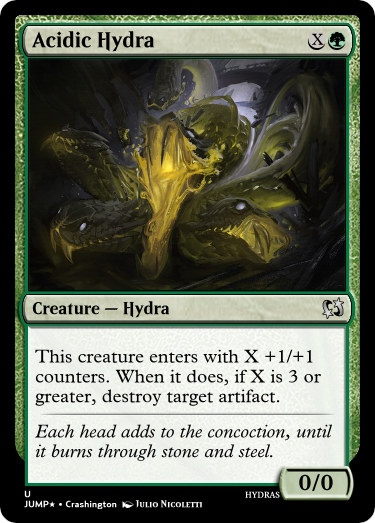 Acidic Hydra X
Creature — Hydra
This creature enters with X +1/+1
counters. When it does, if X is 3 or
greater, destroy target artifact.
Each head adds to the concoction, until
it burns through stone and steel.
0/0
U
JUMP★ • Crashington Julio Nicoletti
HYDRAS